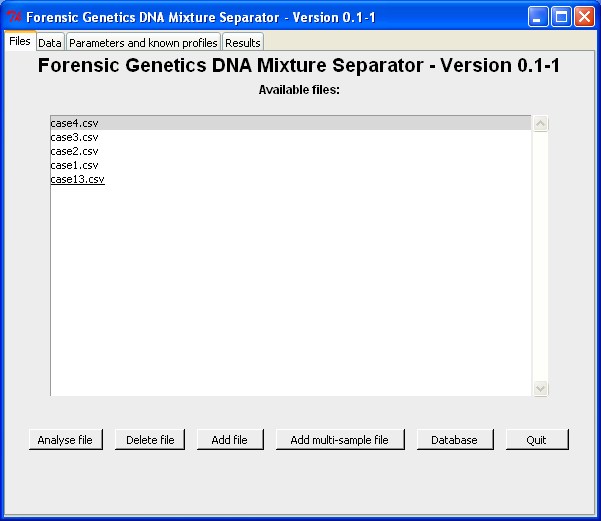 Forensic Genetics DNA Mixture Separator - Version 0.1-1
Files Data Parameters and known profiles Results
Forensic Genetics DNA Mixture Separator - Version 0.1-1
Available files:
case4.csv
case3.csv
case2.csv
case1.csv
case13.csv
Analyse file Delete file Add file Add multi-sample file Database Quit